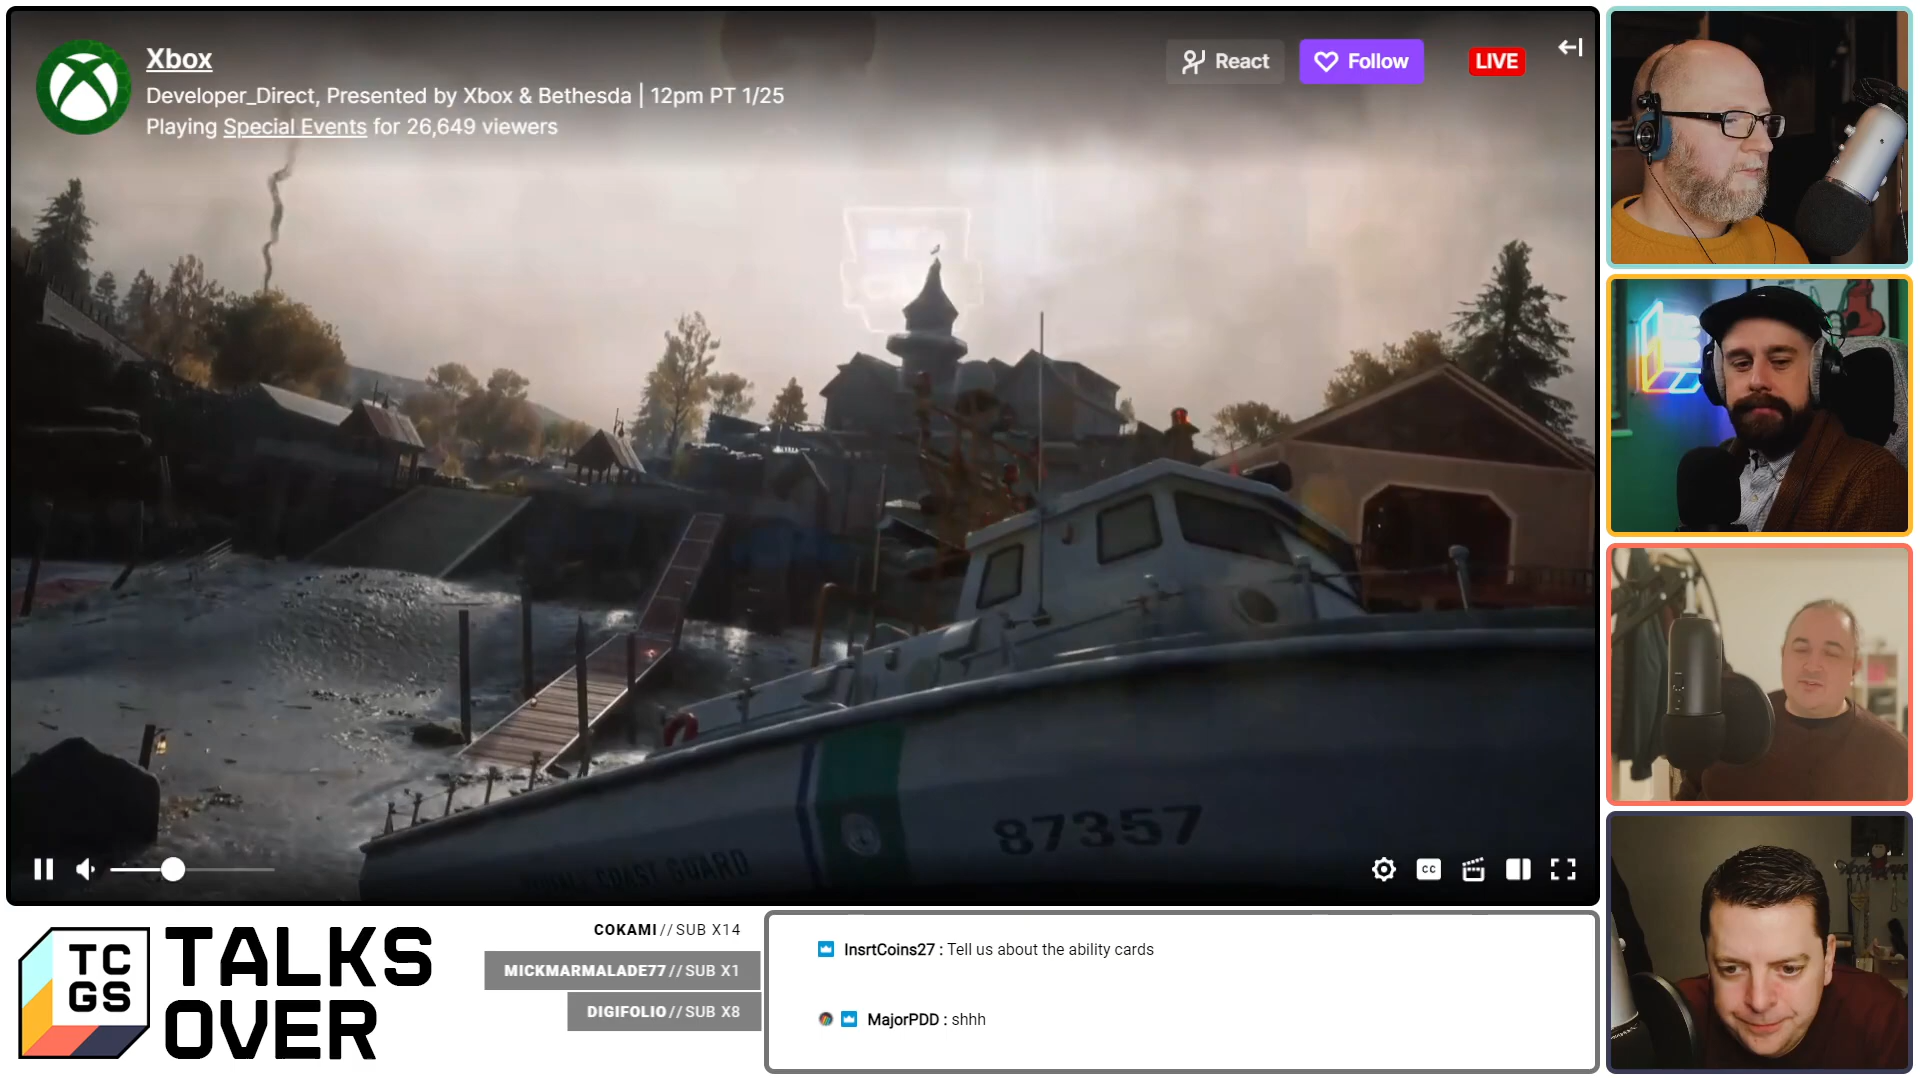 Xbox
Developer_Direct, Presented by Xbox & Bethesda | 12pm PT 1/25
Playing Special Events for 26,649 viewers
React
Follow
LIVE
87357
COAST GUARD
CC
TC
GS
TALKS
OVER
COKAMI // SUB X14
MICKMARMALADE77 // SUB X1
DIGIFOLIO // SUB X8
InsrtCoins27 : Tell us about the ability cards
MajorPDD : shhh